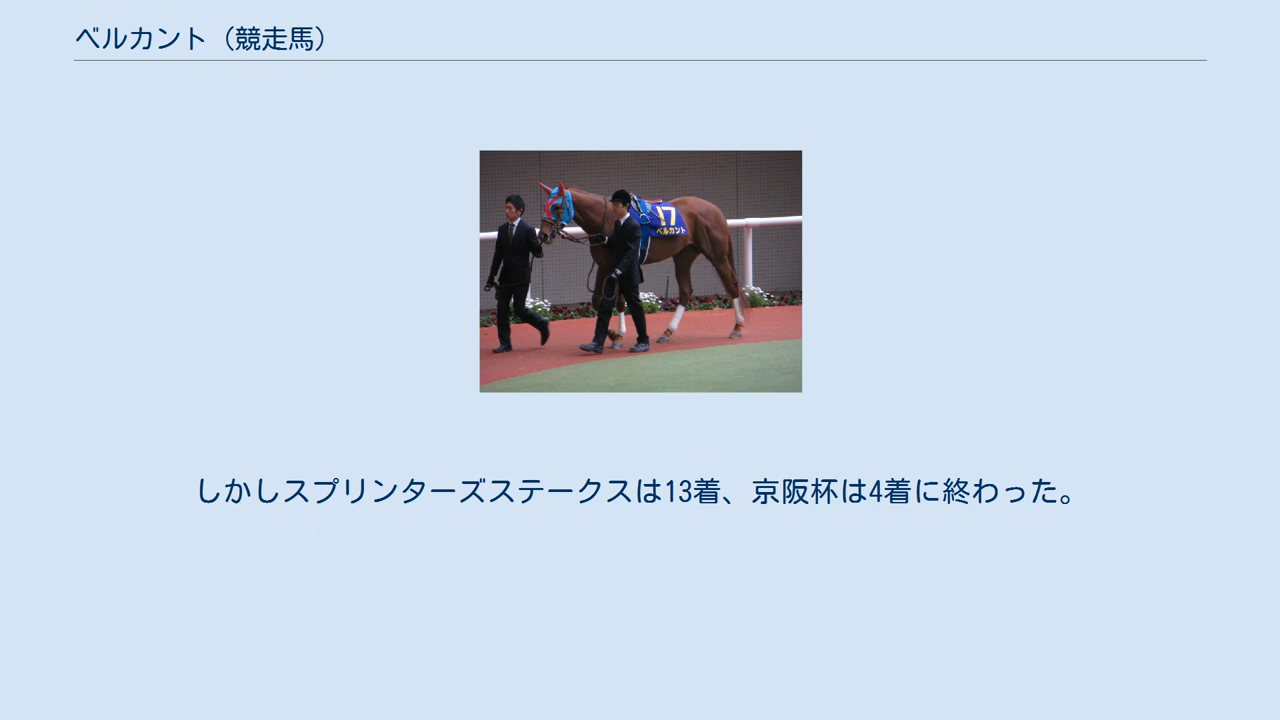 ベルカント（競走馬）
17
ベルカント
しかしスプリンターズステークスは13着、京阪杯は4着に終わった。